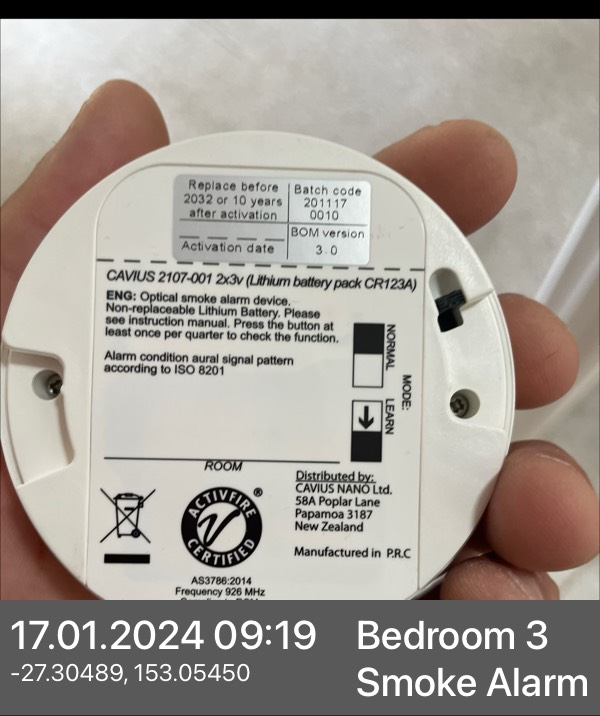 Replace before
2032 or 10 years
after activation
Activation date
Batch code
201117
0010
BOM version
3.0
CAVIUS 2107-001 2x3v (Lithium battery pack CR123A)
ENG: Optical smoke alarm device.
Non-replaceable Lithium Battery. Please
see instruction manual. Press the button at
least once per quarter to check the function.
Alarm condition aural signal pattern
according to ISO 8201
NORMAL
MODE:
LEARN
ROOM
ACTIVFIRE®
CERTIFIED
Distributed by:
CAVIUS NANO Ltd.
58A Poplar Lane
Papamoa 3187
New Zealand
Manufactured in P.R.C
AS3786:2014
Frequency 926 MHz
17.01.2024 09:19
-27.30489, 153.05450
Bedroom 3
Smoke Alarm